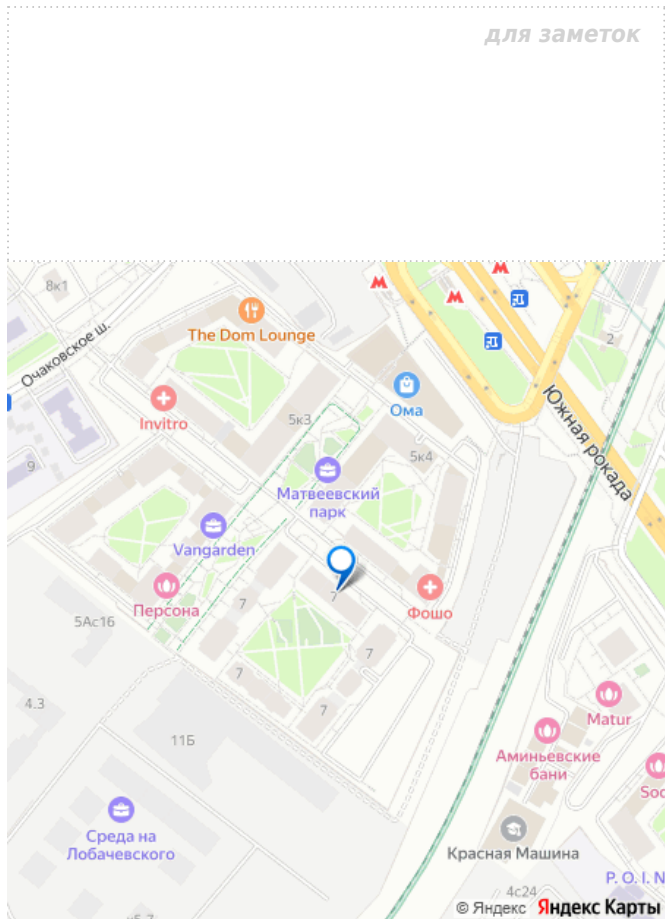 для заметок
8к1
The Dom Lounge
2
Очаковское ш.
Ома
Южная рокада
Invitro
5к3
5к4
9
Матвеевский
парк
Vangarden
Персона
7
Фошо
7
5Ас16
7
7
7
4.3
11Б
Matur
Аминьевские
бани
Soc
Среда на
Лобачевского
Красная Машина
P. O. I. N
4с24
© Яндекс Яндекс Карты